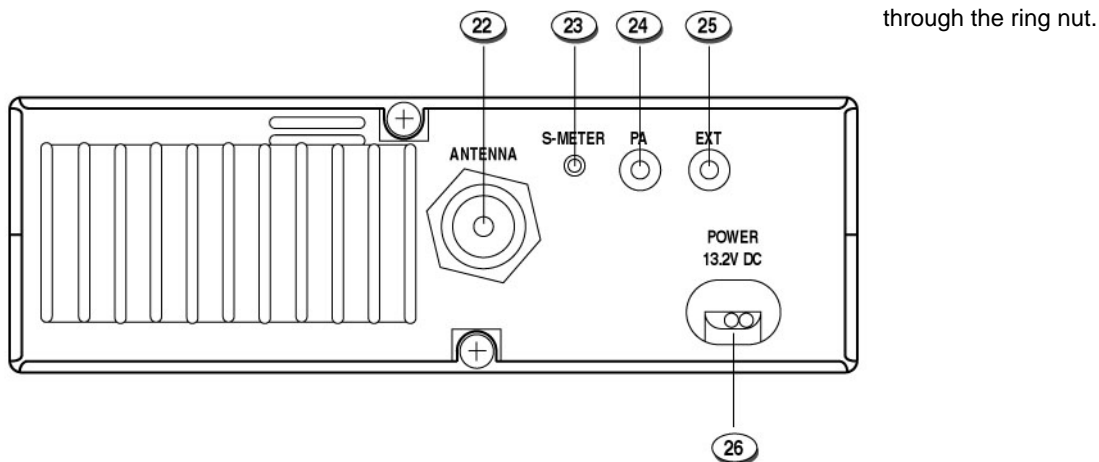 through the ring nut.
22 23 24 25
S-METER PA EXT
ANTENNA
POWER
13.2V DC
26